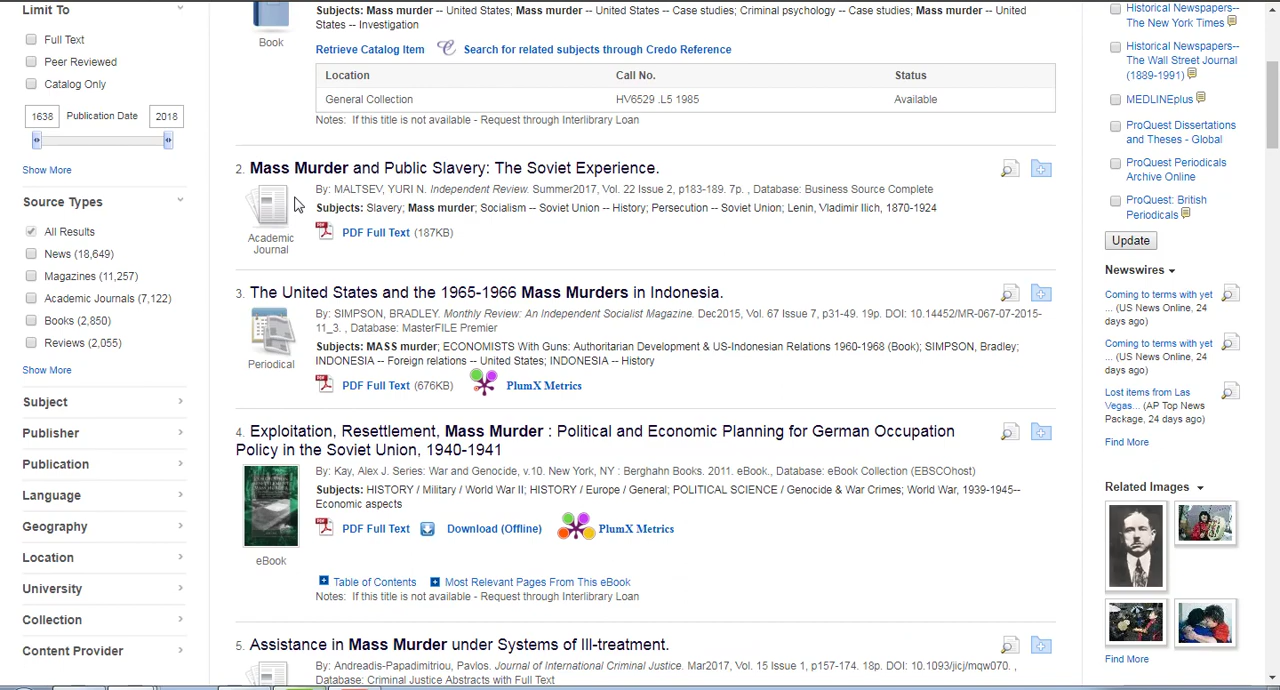 Limit To
Full Text
Peer Reviewed
Catalog Only
1638 Publication Date 2018
Show More
Source Types
All Results
News (18,649)
Magazines (11,257)
Academic Journals (7,122)
Books (2,850)
Reviews (2,055)
Show More
Subject
Publisher
Publication
Language
Geography
Location
University
Collection
Content Provider
Book
Subjects: Mass murder -- United States; Mass murder -- United States -- Case studies; Criminal psychology -- Case studies; Mass murder -- United
States -- Investigation
Retrieve Catalog Item Search for related subjects through Credo Reference
Location Call No. Status
General Collection HV6529 .L5 1985 Available
Notes: If this title is not available - Request through Interlibrary Loan
2. Mass Murder and Public Slavery: The Soviet Experience.
By: MALTSEV, YURI N. Independent Review. Summer2017, Vol. 22 Issue 2, p183-189. 7p. , Database: Business Source Complete
Subjects: Slavery; Mass murder; Socialism -- Soviet Union -- History; Persecution -- Soviet Union; Lenin, Vladimir Ilich, 1870-1924
PDF Full Text (187KB)
Academic
Journal
3. The United States and the 1965-1966 Mass Murders in Indonesia.
By: SIMPSON, BRADLEY. Monthly Review: An Independent Socialist Magazine. Dec2015, Vol. 67 Issue 7, p31-49. 19p. DOI: 10.14452/MR-067-07-2015-
11_3. , Database: MasterFILE Premier
Subjects: MASS murder; ECONOMISTS With Guns: Authoritarian Development & US-Indonesian Relations 1960-1968 (Book); SIMPSON, Bradley;
INDONESIA -- Foreign relations -- United States; INDONESIA -- History
Periodical
PDF Full Text (676KB) PlumX Metrics
4. Exploitation, Resettlement, Mass Murder : Political and Economic Planning for German Occupation
Policy in the Soviet Union, 1940-1941
By: Kay, Alex J. Series: War and Genocide, v.10. New York, NY : Berghahn Books. 2011. eBook., Database: eBook Collection (EBSCOhost)
Subjects: HISTORY / Military / World War II; HISTORY / Europe / General; POLITICAL SCIENCE / Genocide & War Crimes; World War, 1939-1945--
Economic aspects
PDF Full Text Download (Offline) PlumX Metrics
eBook
Table of Contents Most Relevant Pages From This eBook
Notes: If this title is not available - Request through Interlibrary Loan
5. Assistance in Mass Murder under Systems of Ill-treatment.
By: Andreadis-Papadimitriou, Pavlos. Journal of International Criminal Justice. Mar2017, Vol. 15 Issue 1, p157-174. 18p. DOI: 10.1093/jicj/mqw070. ,
Database: Criminal Justice Abstracts with Full Text
Historical Newspapers--
The New York Times
Historical Newspapers--
The Wall Street Journal
(1889-1991)
MEDLINEplus
ProQuest Dissertations
and Theses - Global
ProQuest Periodicals
Archive Online
ProQuest: British
Periodicals
Update
Newswires
Coming to terms with yet
... (US News Online, 24
days ago)
Coming to terms with yet
... (US News Online, 24
days ago)
Lost items from Las
Vegas... (AP Top News
Package, 24 days ago)
Find More
Related Images
Find More